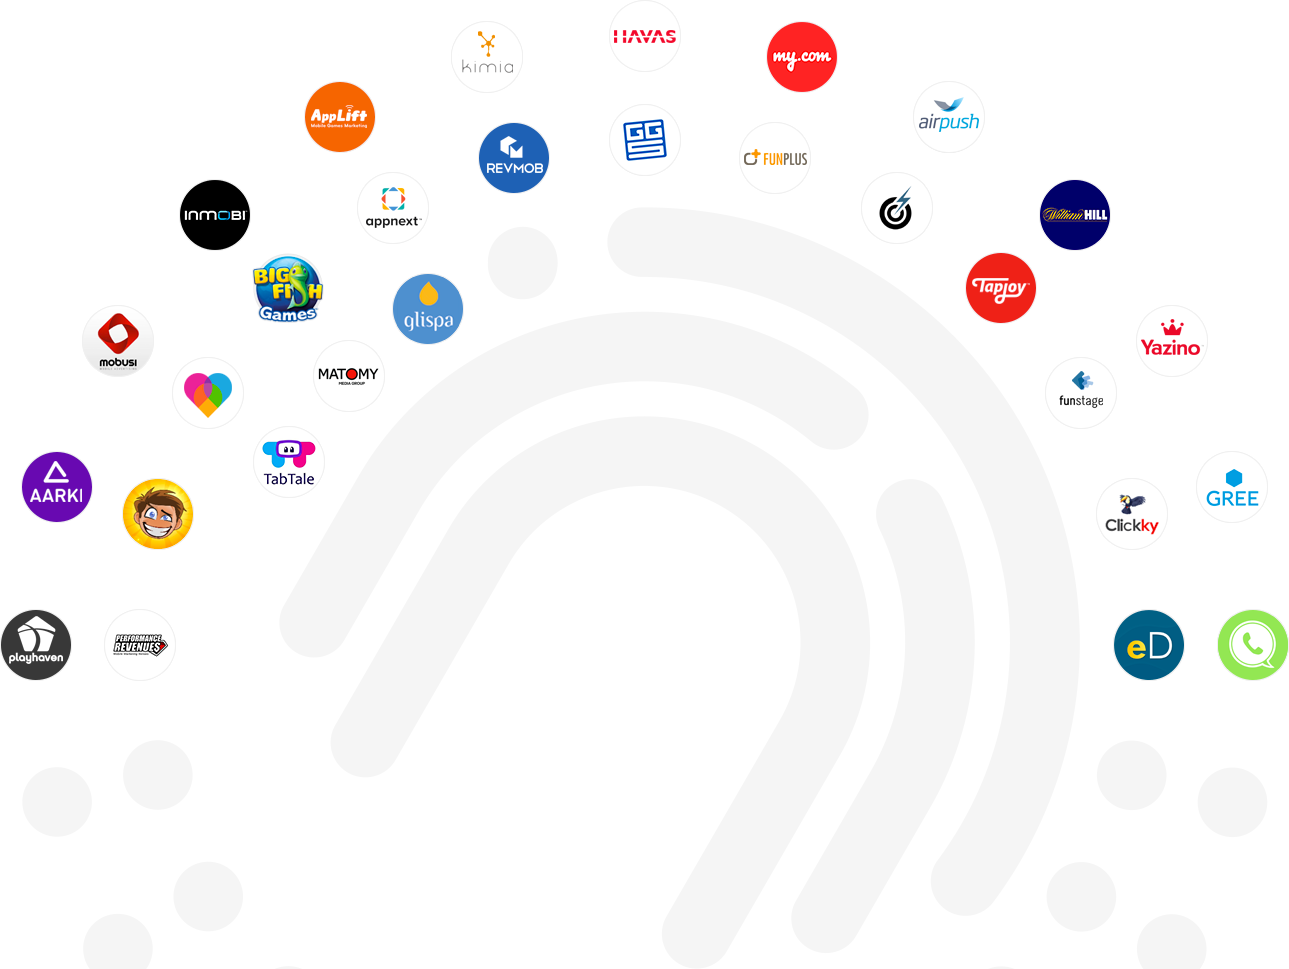 HAVAS
kimia
my.com
AppLift
Mobile Games Marketing
airpush
GGS
REVMOB
FUNPLUS
appnext
INMOBI
William HILL
BIG
FISH
Games
Tapjoy
glispa
mobusi
Yazino
MATOMY
MEDIA GROUP
funstage
TabTale
AARKI
GREE
Clickky
playhaven
PERFORMANCE
REVENUES
eD